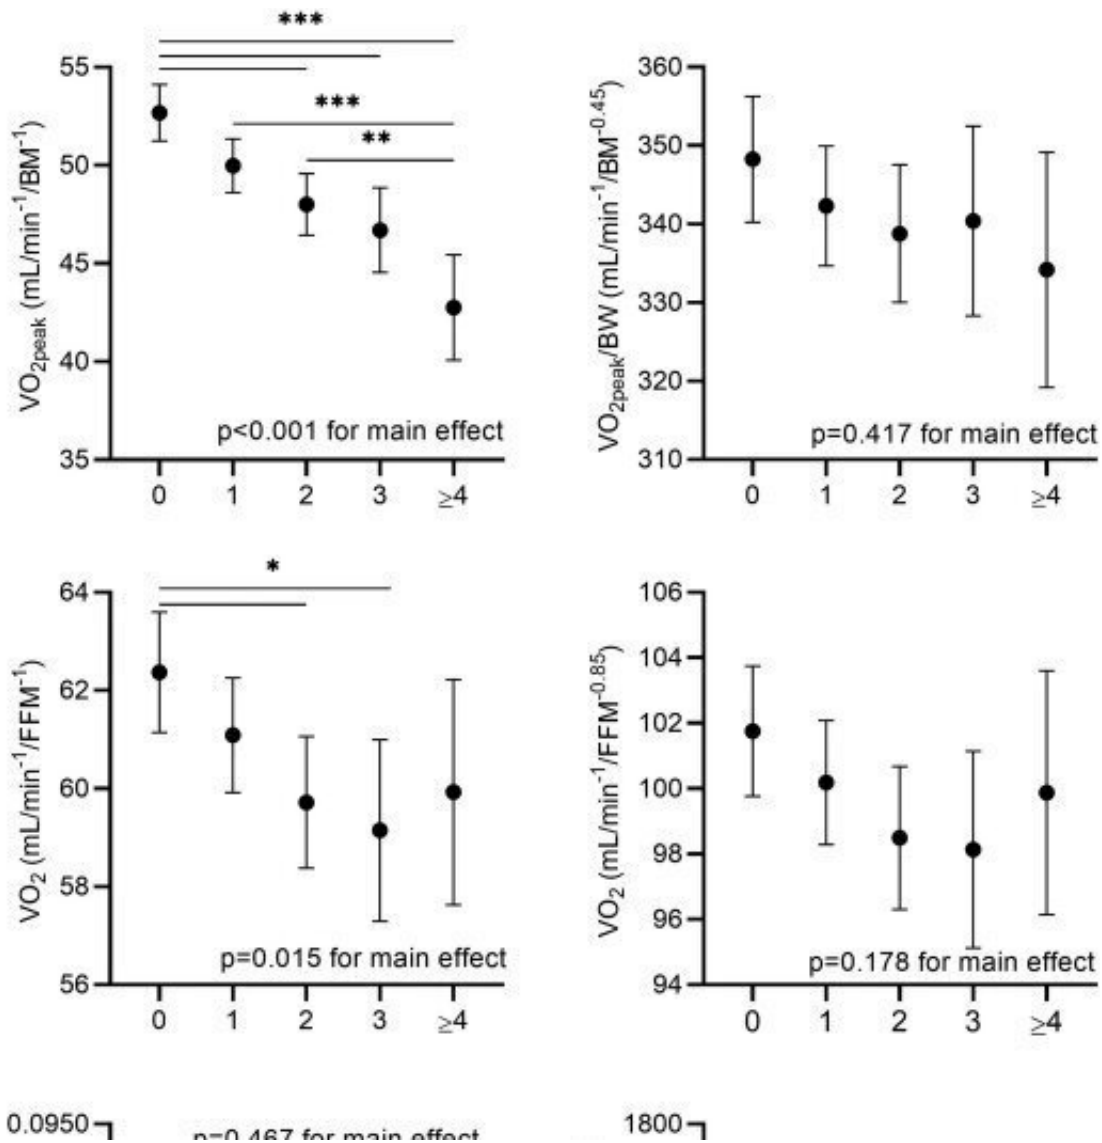 ***
55
***
50
**
45
40
35
VO2peak (mL/min⁻¹/BM⁻¹)
p<0.001 for main effect
0 1 2 3 ≥4
360
350
340
330
320
310
VO2peak/BW (mL/min⁻¹/BM⁻⁰·⁴⁵)
p=0.417 for main effect
0 1 2 3 ≥4
*
64
62
60
58
56
VO2 (mL/min⁻¹/FFM⁻¹)
p=0.015 for main effect
0 1 2 3 ≥4
106
104
102
100
98
96
94
VO2 (mL/min⁻¹/FFM⁻⁰·⁸⁵)
p=0.178 for main effect
0 1 2 3 ≥4
0.0950
p=0.467 for main effect
1800